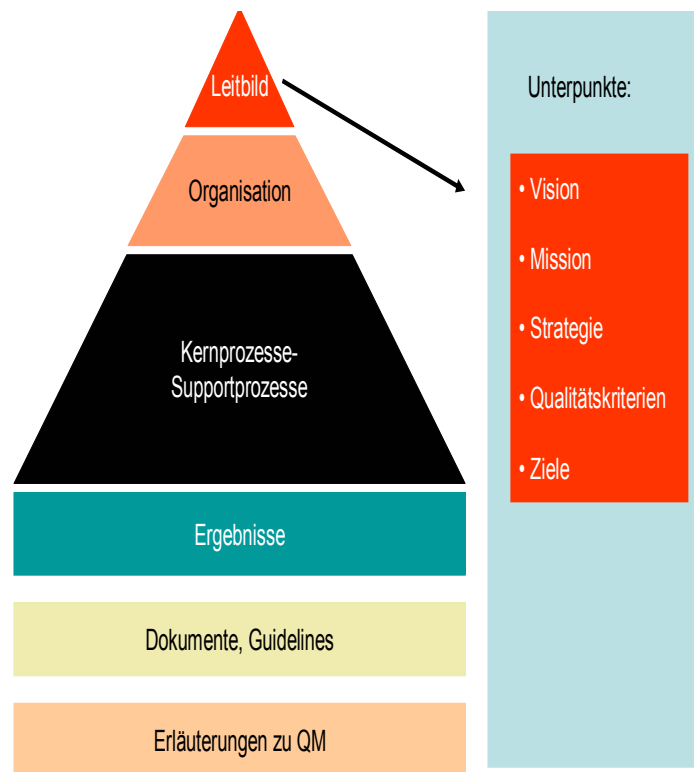 Leitbild
Organisation
Kernprozesse-
Supportprozesse
Ergebnisse
Dokumente, Guidelines
Erläuterungen zu QM
Unterpunkte:
• Vision
• Mission
• Strategie
• Qualitätskriterien
• Ziele